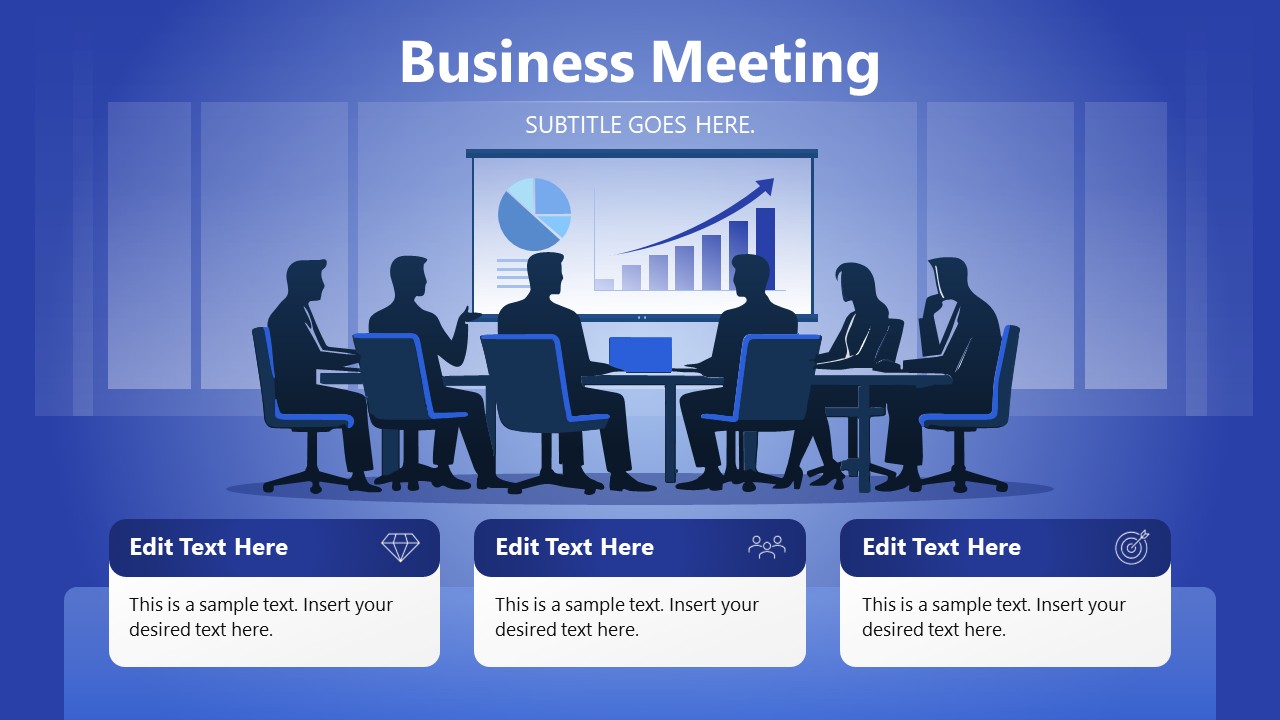 Business Meeting
SUBTITLE GOES HERE.
Edit Text Here
This is a sample text. Insert your
desired text here.
Edit Text Here
This is a sample text. Insert your
desired text here.
Edit Text Here
This is a sample text. Insert your
desired text here.